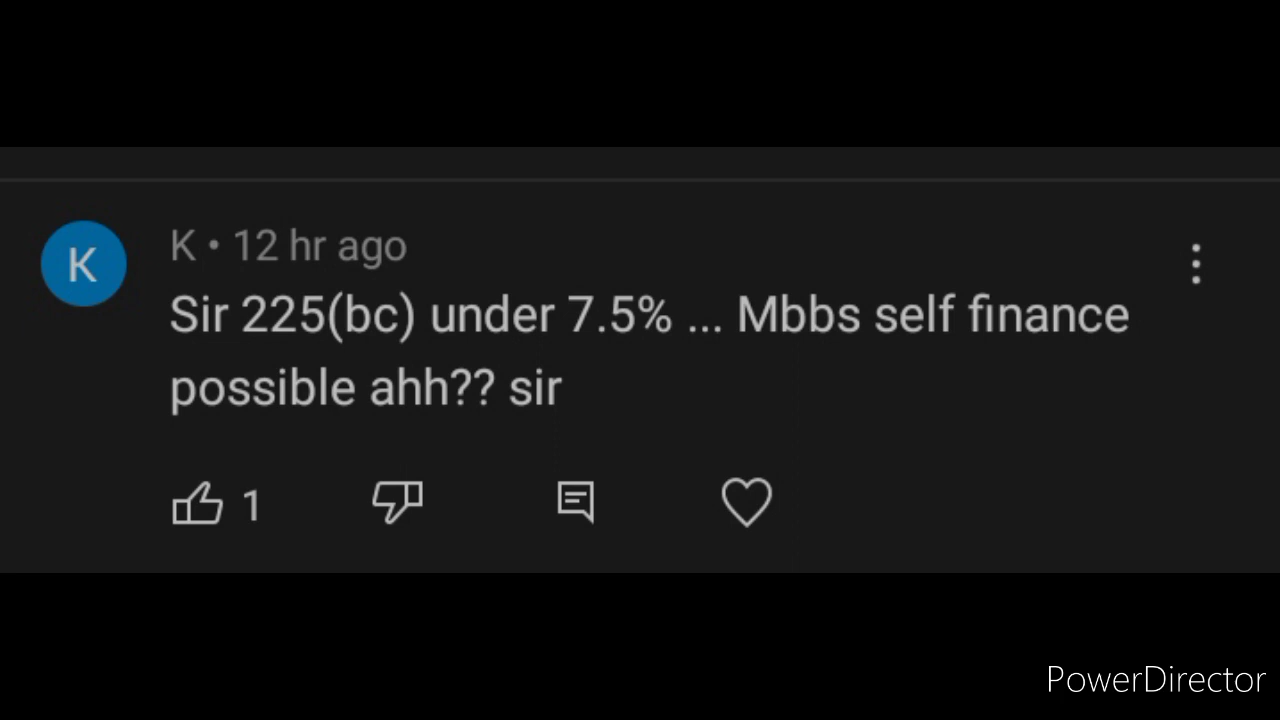 K
K • 12 hr ago
Sir 225(bc) under 7.5% ... Mbbs self finance
possible ahh?? sir
1
PowerDirector